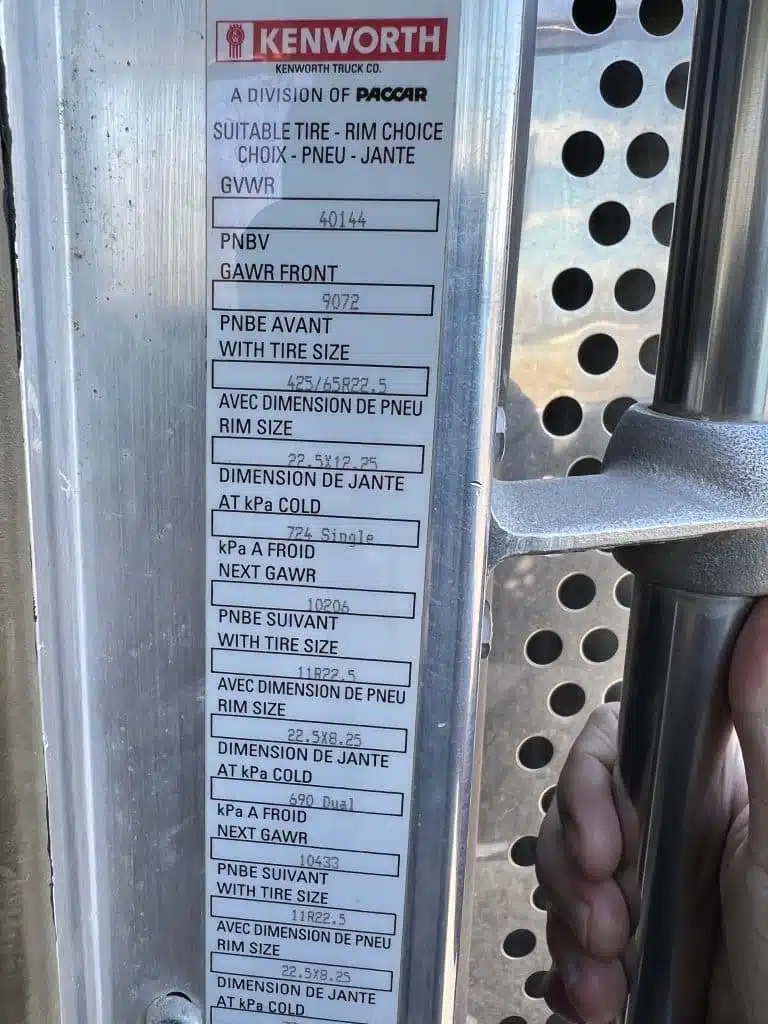 KENWORTH
KENWORTH TRUCK CO.
A DIVISION OF PACCAR
SUITABLE TIRE - RIM CHOICE
CHOIX - PNEU - JANTE
GVWR
40144
PNBV
GAWR FRONT
9072
PNBE AVANT
WITH TIRE SIZE
425/65R22.5
AVEC DIMENSION DE PNEU
RIM SIZE
22.5X12.25
DIMENSION DE JANTE
AT kPa COLD
724 Single
kPa A FROID
NEXT GAWR
10206
PNBE SUIVANT
WITH TIRE SIZE
11R22.5
AVEC DIMENSION DE PNEU
RIM SIZE
22.5X8.25
DIMENSION DE JANTE
AT kPa COLD
690 Dual
kPa A FROID
NEXT GAWR
10433
PNBE SUIVANT
WITH TIRE SIZE
11R22.5
AVEC DIMENSION DE PNEU
RIM SIZE
22.5X8.25
DIMENSION DE JANTE
AT kPa COLD